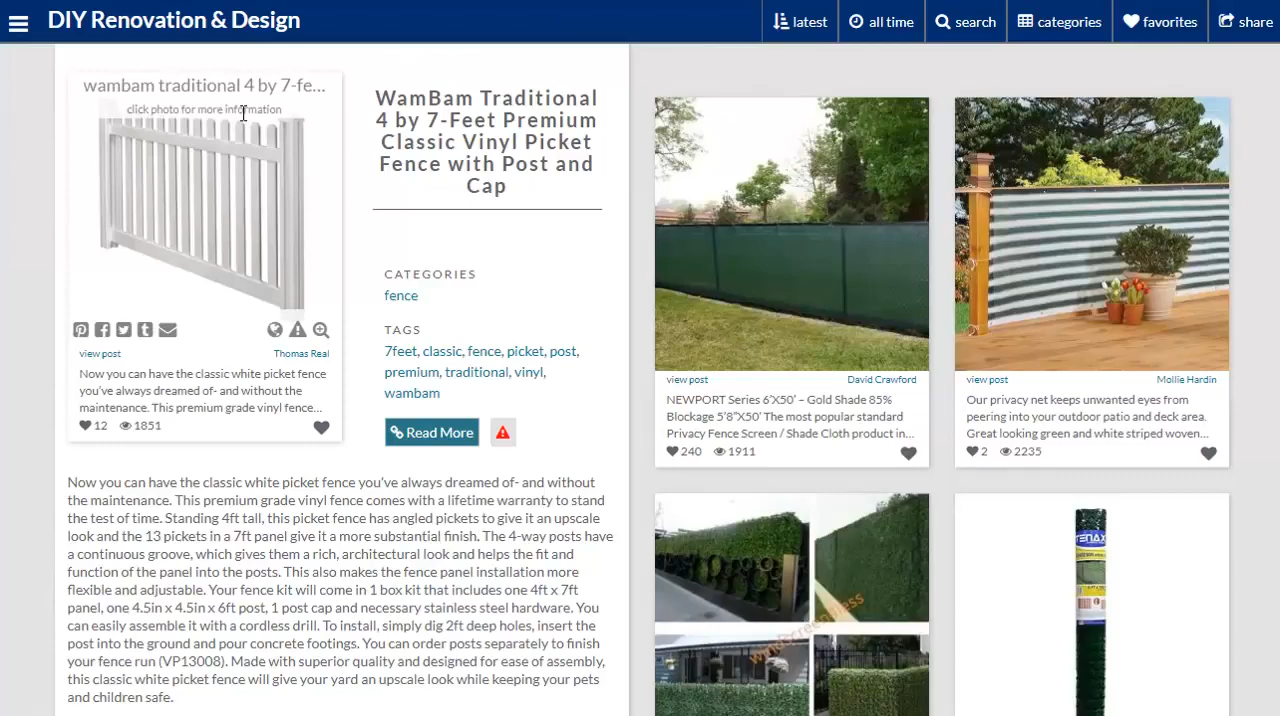 DIY Renovation & Design
latest
all time
search
categories
favorites
share
wambam traditional 4 by 7-fe...
click photo for more information
view post
Thomas Real
Now you can have the classic white picket fence
you've always dreamed of- and without the
maintenance. This premium grade vinyl fence...
12
1851
WamBam Traditional
4 by 7-Feet Premium
Classic Vinyl Picket
Fence with Post and
Cap
CATEGORIES
fence
TAGS
7feet, classic, fence, picket, post,
premium, traditional, vinyl,
wambam
Read More
Now you can have the classic white picket fence you've always dreamed of- and without
the maintenance. This premium grade vinyl fence comes with a lifetime warranty to stand
the test of time. Standing 4ft tall, this picket fence has angled pickets to give it an upscale
look and the 13 pickets in a 7ft panel give it a more substantial finish. The 4-way posts have
a continuous groove, which gives them a rich, architectural look and helps the fit and
function of the panel into the posts. This also makes the fence panel installation more
flexible and adjustable. Your fence kit will come in 1 box kit that includes one 4ft x 7ft
panel, one 4.5in x 4.5in x 6ft post, 1 post cap and necessary stainless steel hardware. You
can easily assemble it with a cordless drill. To install, simply dig 2ft deep holes, insert the
post into the ground and pour concrete footings. You can order posts separately to finish
your fence run (VP13008). Made with superior quality and designed for ease of assembly,
this classic white picket fence will give your yard an upscale look while keeping your pets
and children safe.
view post
David Crawford
NEWPORT Series 6'X50' – Gold Shade 85%
Blockage 5'8"X50' The most popular standard
Privacy Fence Screen / Shade Cloth product in...
240
1911
view post
Mollie Hardin
Our privacy net keeps unwanted eyes from
peering into your outdoor patio and deck area.
Great looking green and white striped woven...
2
2235
TENAX